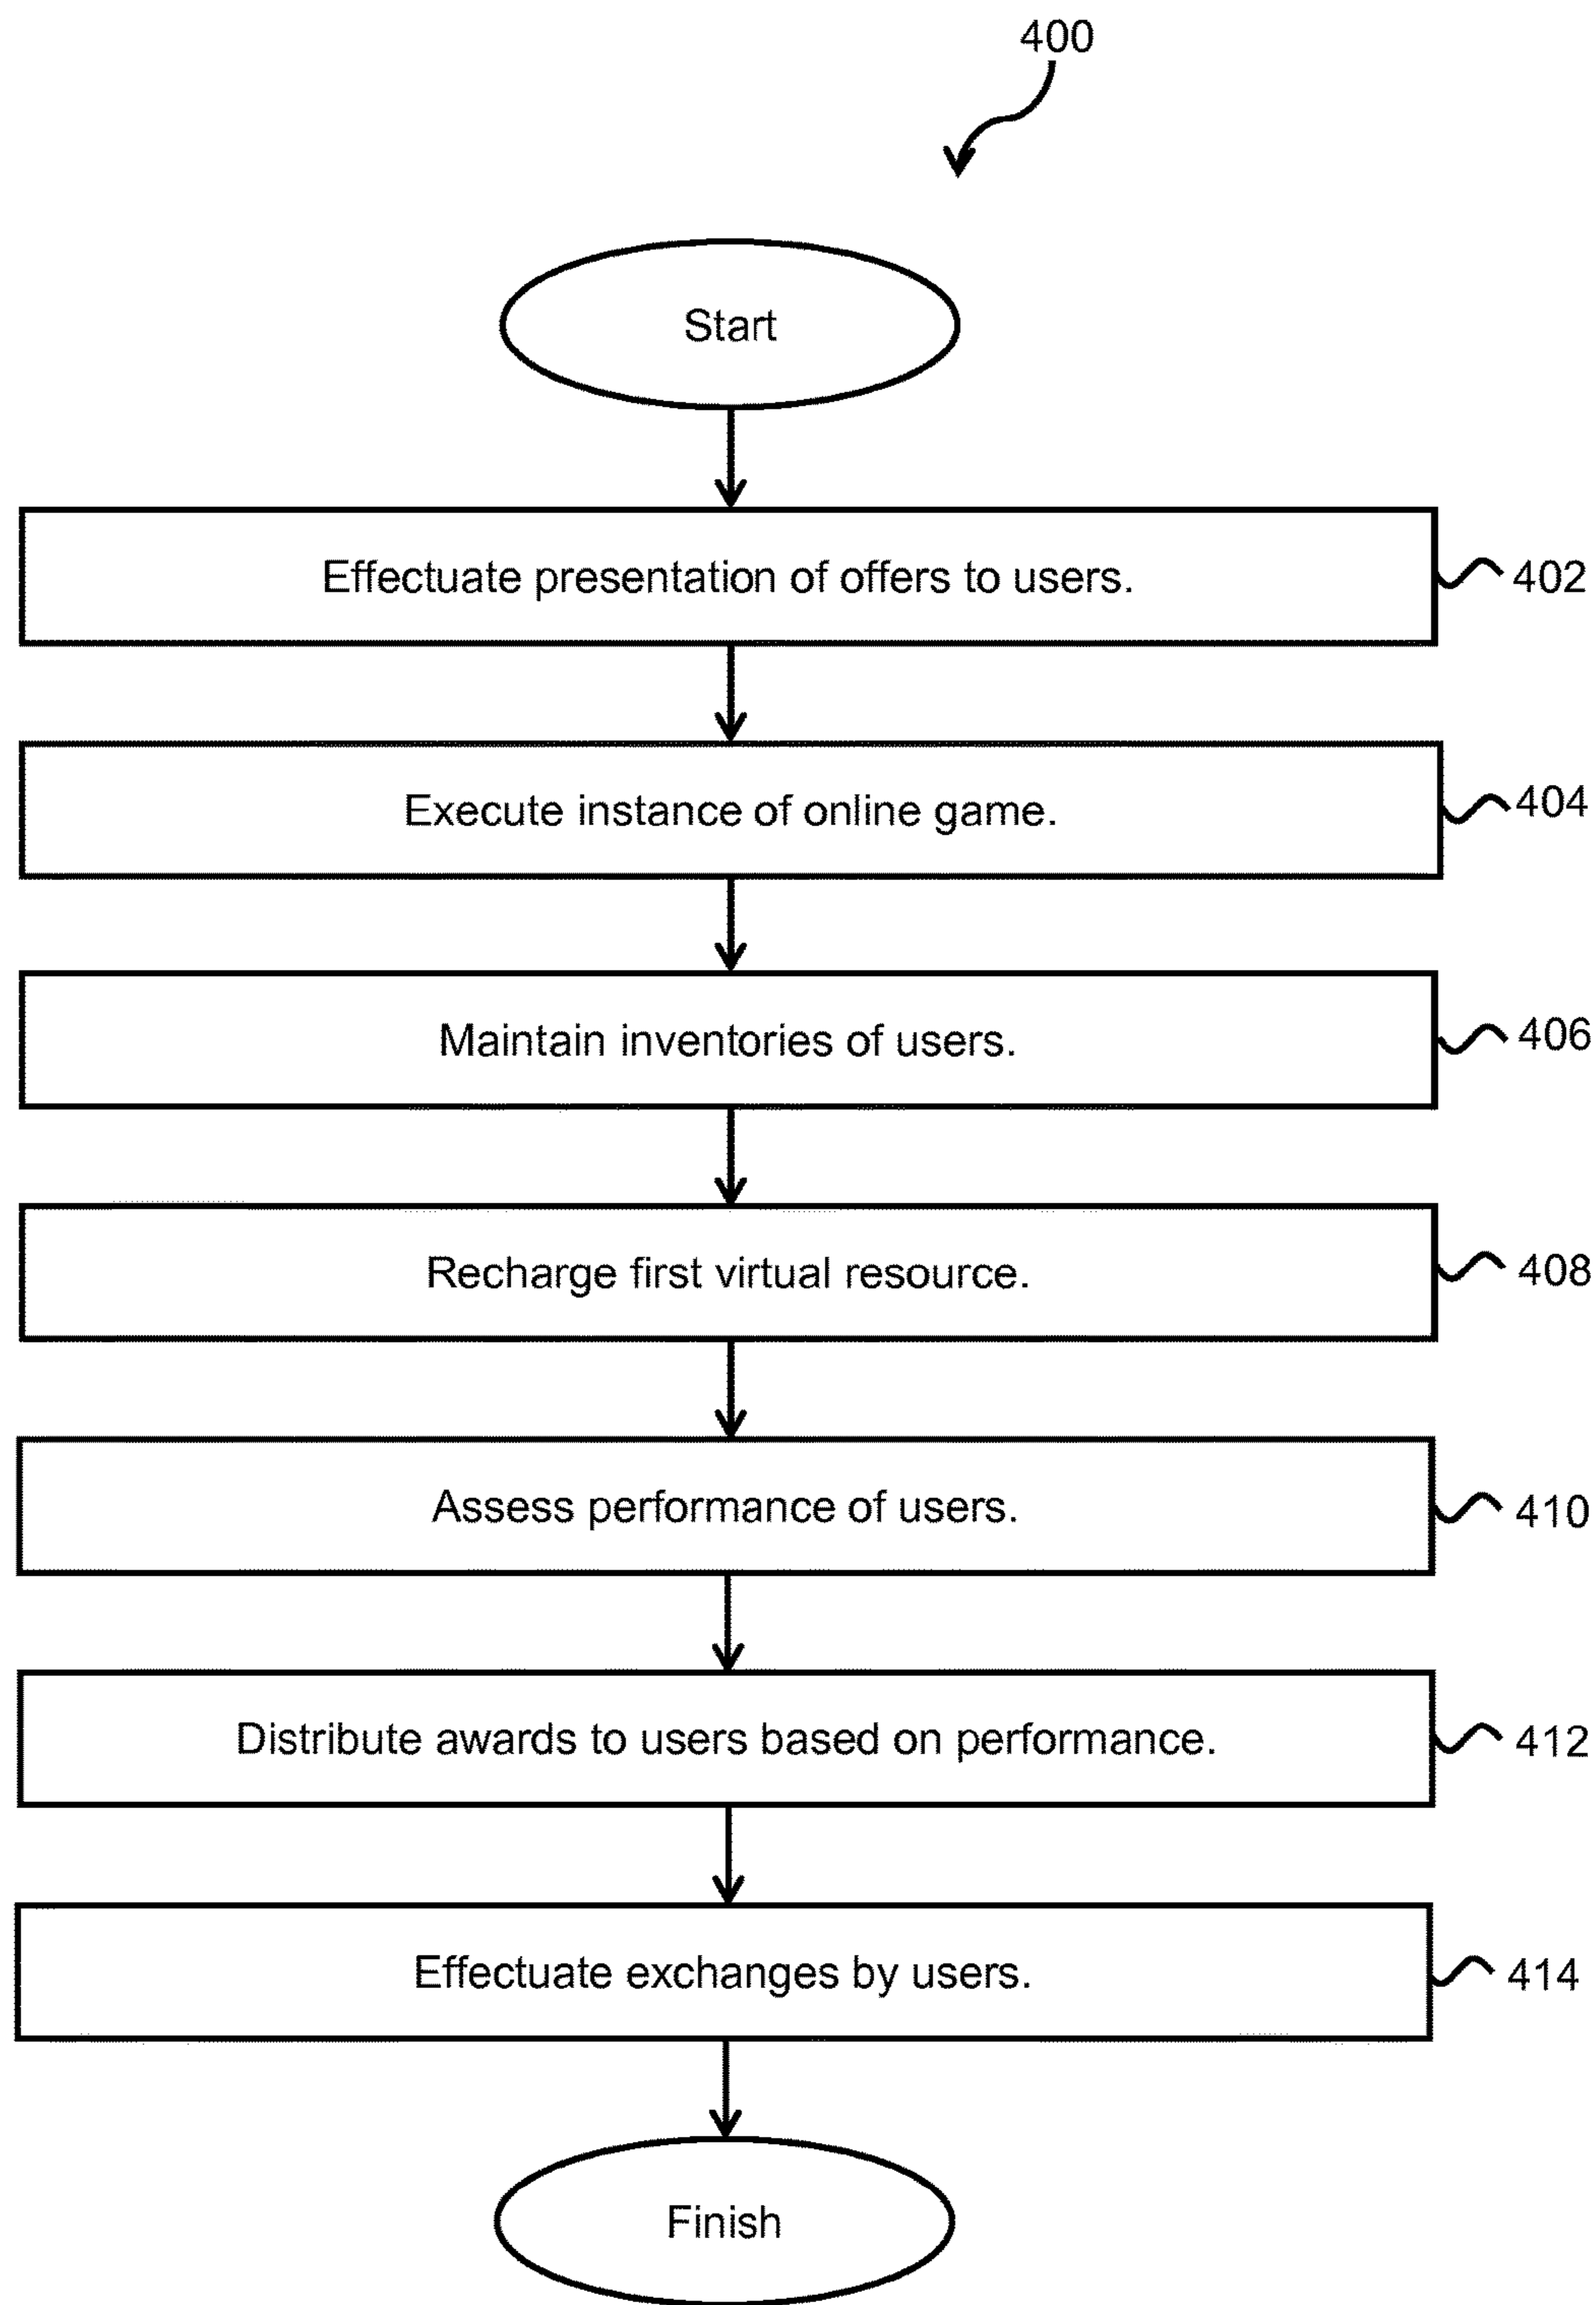 400
Start
Effectuate presentation of offers to users.
402
Execute instance of online game.
404
Maintain inventories of users.
406
Recharge first virtual resource.
408
Assess performance of users.
410
Distribute awards to users based on performance.
412
Effectuate exchanges by users.
414
Finish